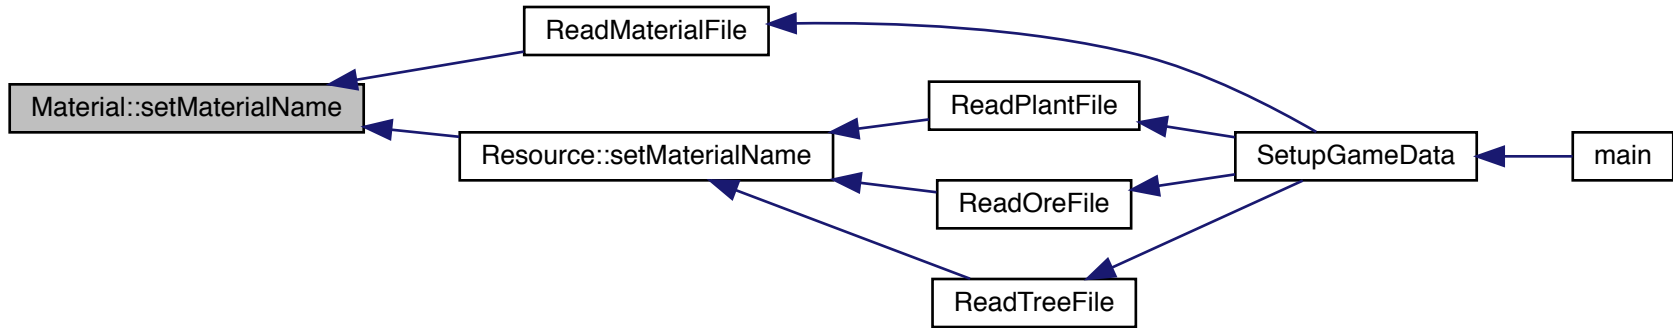 ReadMaterialFile
Material::setMaterialName
ReadPlantFile
Resource::setMaterialName
SetupGameData
main
ReadOreFile
ReadTreeFile